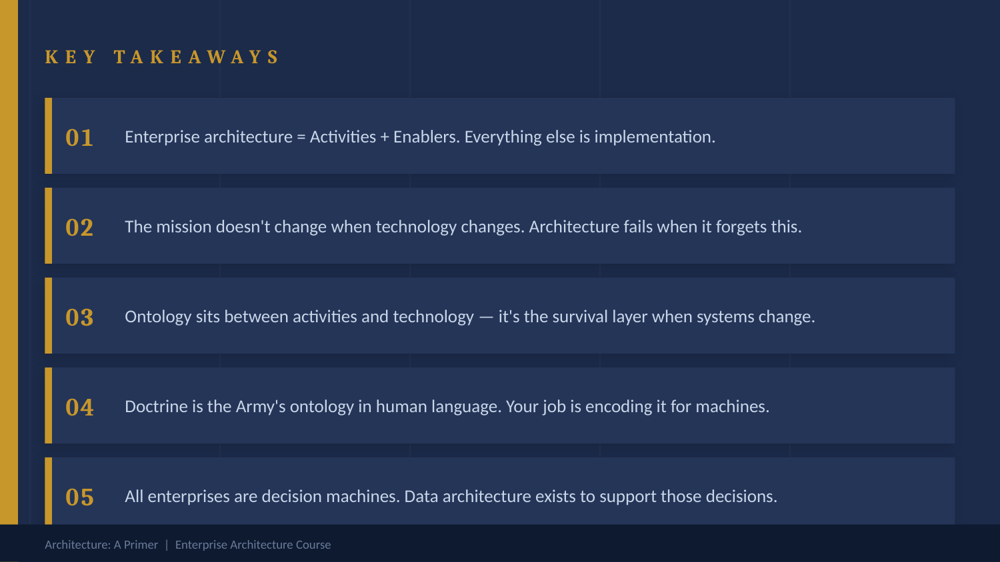 KEY TAKEAWAYS
01
Enterprise architecture = Activities + Enablers. Everything else is implementation.
02
The mission doesn't change when technology changes. Architecture fails when it forgets this.
03
Ontology sits between activities and technology — it's the survival layer when systems change.
04
Doctrine is the Army's ontology in human language. Your job is encoding it for machines.
05
All enterprises are decision machines. Data architecture exists to support those decisions.
Architecture: A Primer | Enterprise Architecture Course